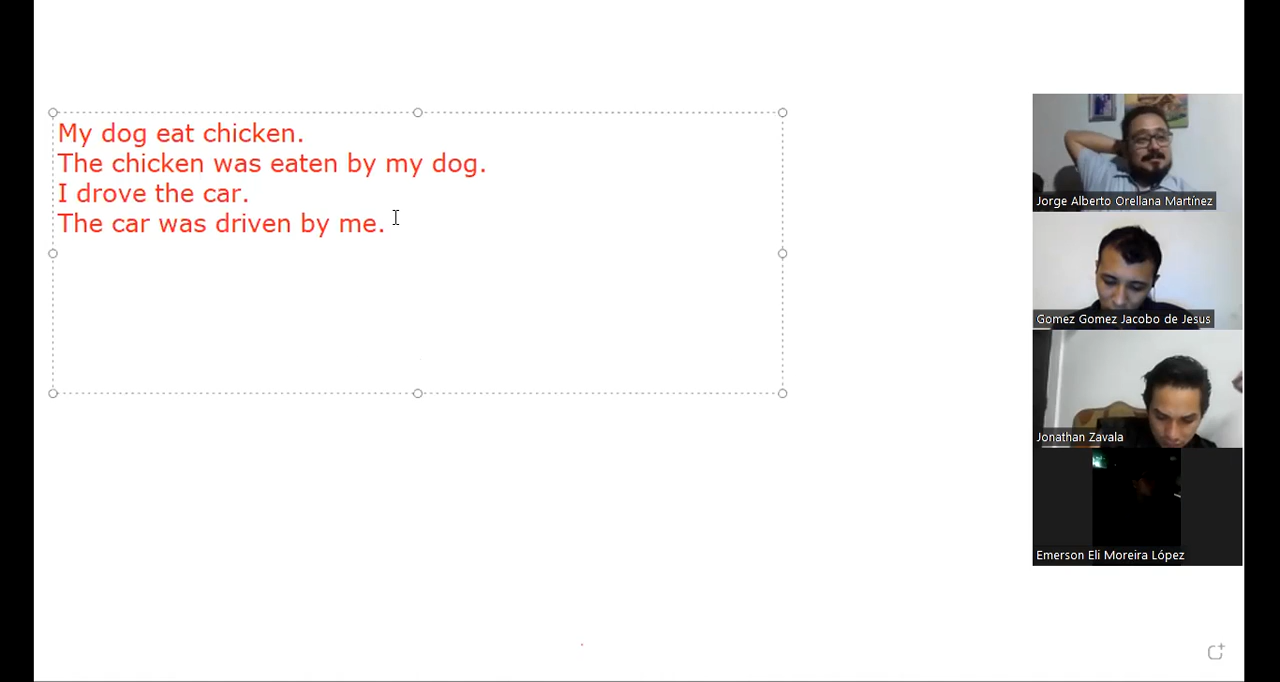 My dog eat chicken.
The chicken was eaten by my dog.
I drove the car.
The car was driven by me.
Jorge Alberto Orellana Martínez
Gomez Gomez Jacobo de Jesus
Jonathan Zavala
Emerson Eli Moreira López